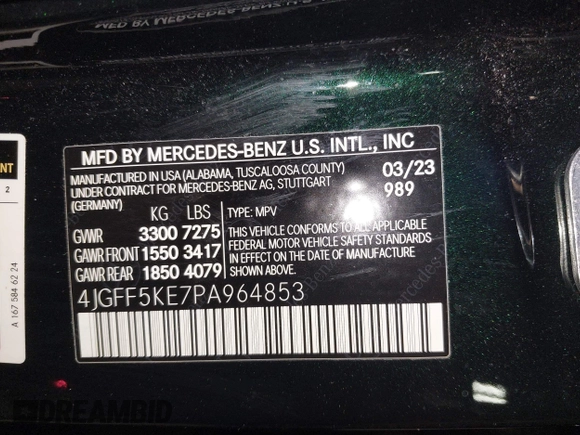 MFD BY MERCEDES-BENZ U.S. INTL., INC
MANUFACTURED IN USA (ALABAMA, TUSCALOOSA COUNTY)
UNDER CONTRACT FOR MERCEDES-BENZ AG, STUTTGART
(GERMANY)
03/23
989
KG LBS
TYPE: MPV
GVWR 3300 7275
GAWR FRONT 1550 3417
GAWR REAR 1850 4079
THIS VEHICLE CONFORMS TO ALL APPLICABLE
FEDERAL MOTOR VEHICLE SAFETY STANDARDS
IN EFFECT ON THE DATE OF MANUFACTURE
SHOWN ABOVE.
4JGFF5KE7PA964853
2
A 167 584 62 24
DREAMBID